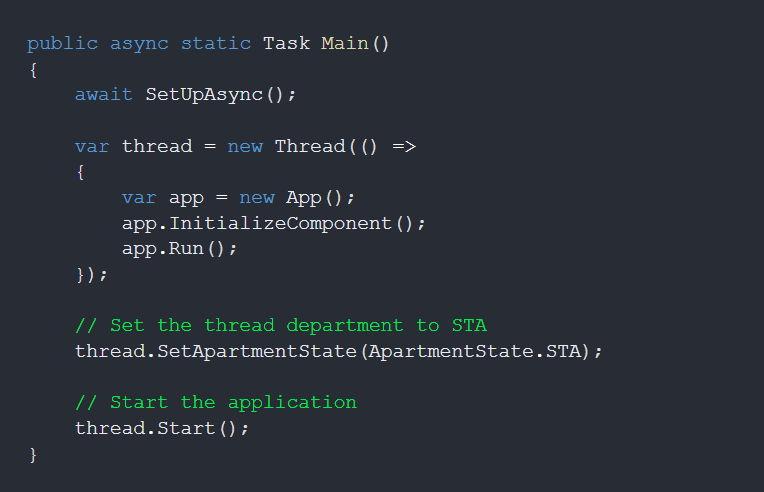 public async static Task Main()
{
    await SetUpAsync();

    var thread = new Thread(() =>
    {
        var app = new App();
        app.InitializeComponent();
        app.Run();
    });

    // Set the thread department to STA
    thread.SetApartmentState(ApartmentState.STA);

    // Start the application
    thread.Start();
}